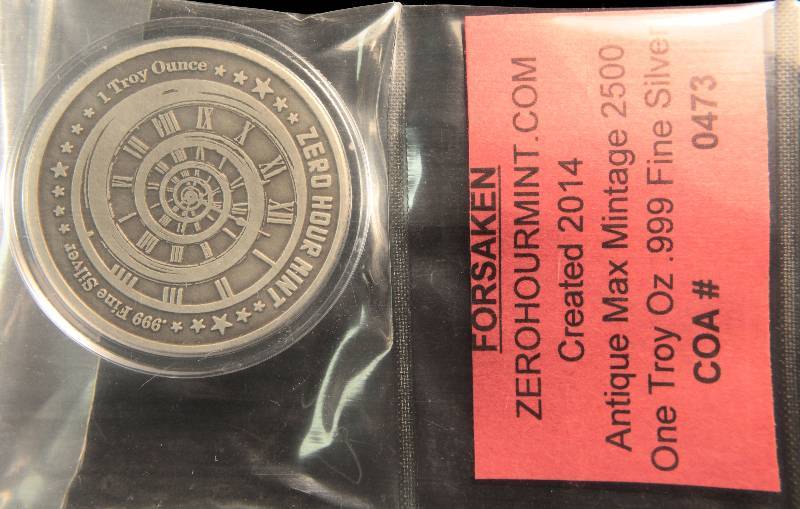 1 Troy Ounce
ZERO HOUR MINT
.999 Fine Silver
FORSAKEN
ZEROHOURMINT.COM
Created 2014
Antique Max Mintage 2500
One Troy Oz .999 Fine Silver
COA # 0473